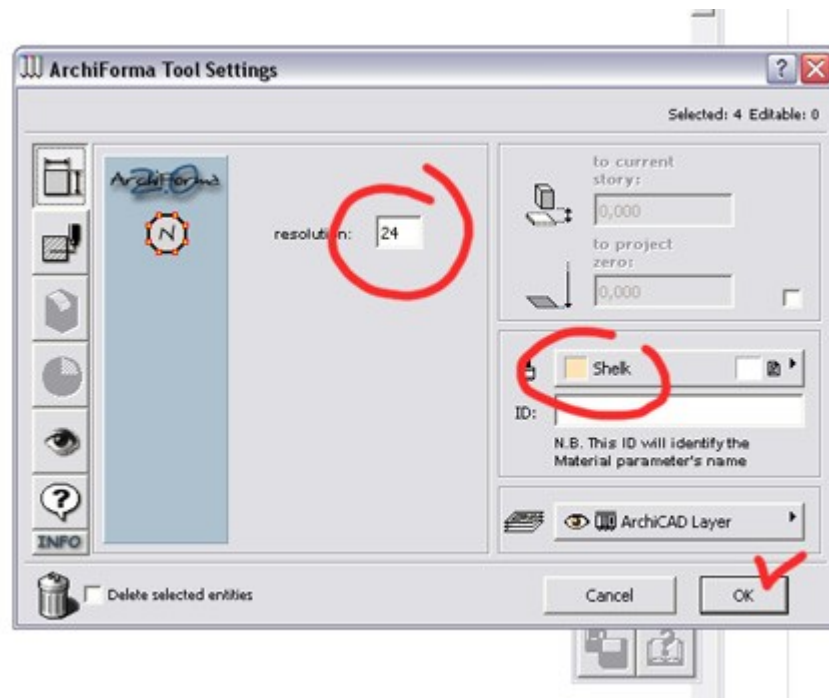 ArchiForma Tool Settings
Selected: 4 Editable: 0
ArchiForma
2.0
N
resolution: 24
to current
story:
0,000
to project
zero:
0,000
Shelk
ID:
N.B. This ID will identify the
Material parameter's name
ArchiCAD Layer
INFO
Delete selected entities
Cancel
OK